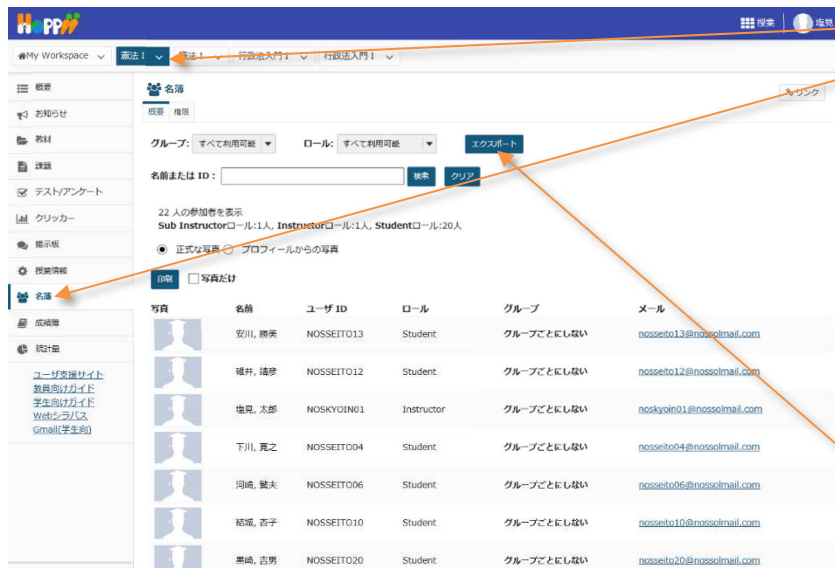 Hoppii
授業
塩見
My Workspace
憲法Ⅰ
憲法Ⅰ
行政法入門Ⅰ
行政法入門Ⅰ
概要
お知らせ
教材
課題
テスト/アンケート
クリッカー
掲示板
授業情報
名簿
成績簿
統計量
ユーザ支援サイト
教員向けガイド
学生向けガイド
Webシラバス
Gmail(学生向)
名簿
リンク
概要 権限
グループ: すべて利用可能 ロール: すべて利用可能 エクスポート
名前または ID : 検索 クリア
22 人の参加者を表示
Sub Instructorロール:1人, Instructorロール:1人, Studentロール:20人
正式な写真 プロフィールからの写真
印刷 写真だけ
写真 名前 ユーザ ID ロール グループ メール
安川, 勝美 NOSSEITO13 Student グループごとにしない nosseito13@nossolmail.com
碓井, 靖彦 NOSSEITO12 Student グループごとにしない nosseito12@nossolmail.com
塩見, 太郎 NOSKYOIN01 Instructor グループごとにしない noskyoin01@nossolmail.com
下川, 寛之 NOSSEITO04 Student グループごとにしない nosseito04@nossolmail.com
河崎, 繁夫 NOSSEITO06 Student グループごとにしない nosseito06@nossolmail.com
結城, 杏子 NOSSEITO10 Student グループごとにしない nosseito10@nossolmail.com
黒崎, 吉男 NOSSEITO20 Student グループごとにしない nosseito20@nossolmail.com